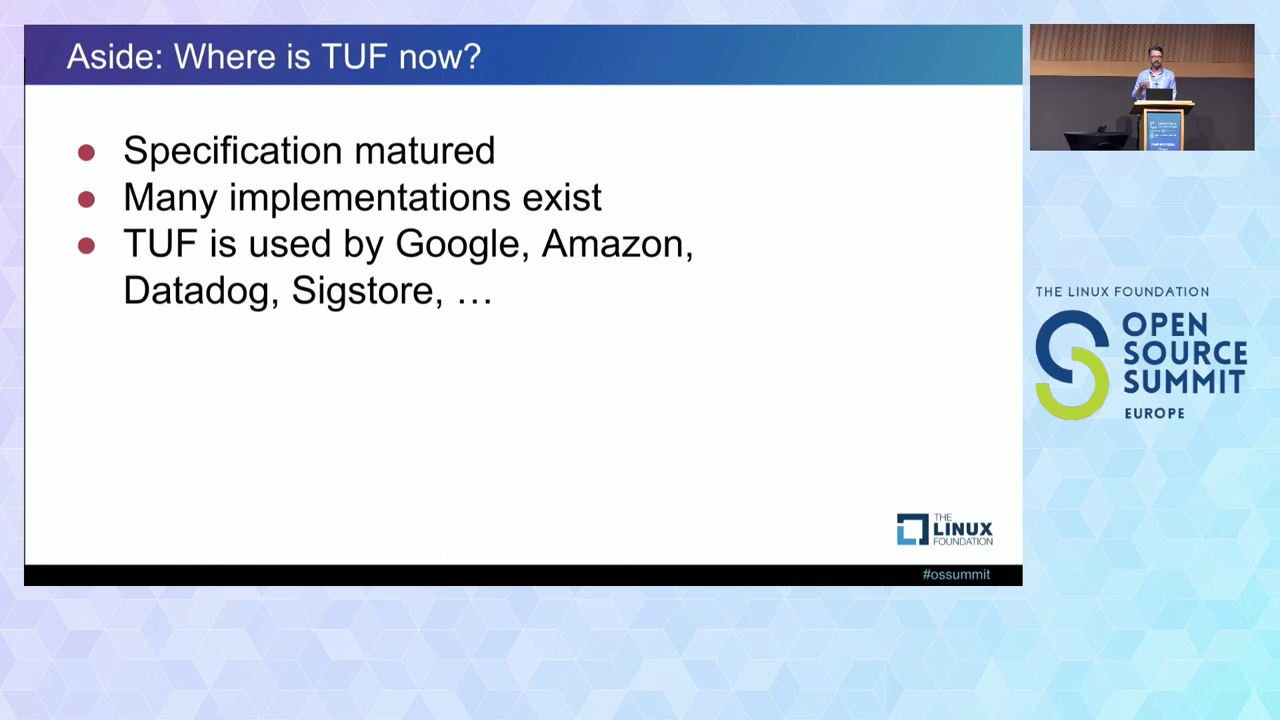 Aside: Where is TUF now?
● Specification matured
● Many implementations exist
● TUF is used by Google, Amazon,
Datadog, Sigstore, …
THE
LINUX
FOUNDATION
#ossummit
THE LINUX FOUNDATION
OPEN
SOURCE
SUMMIT
EUROPE